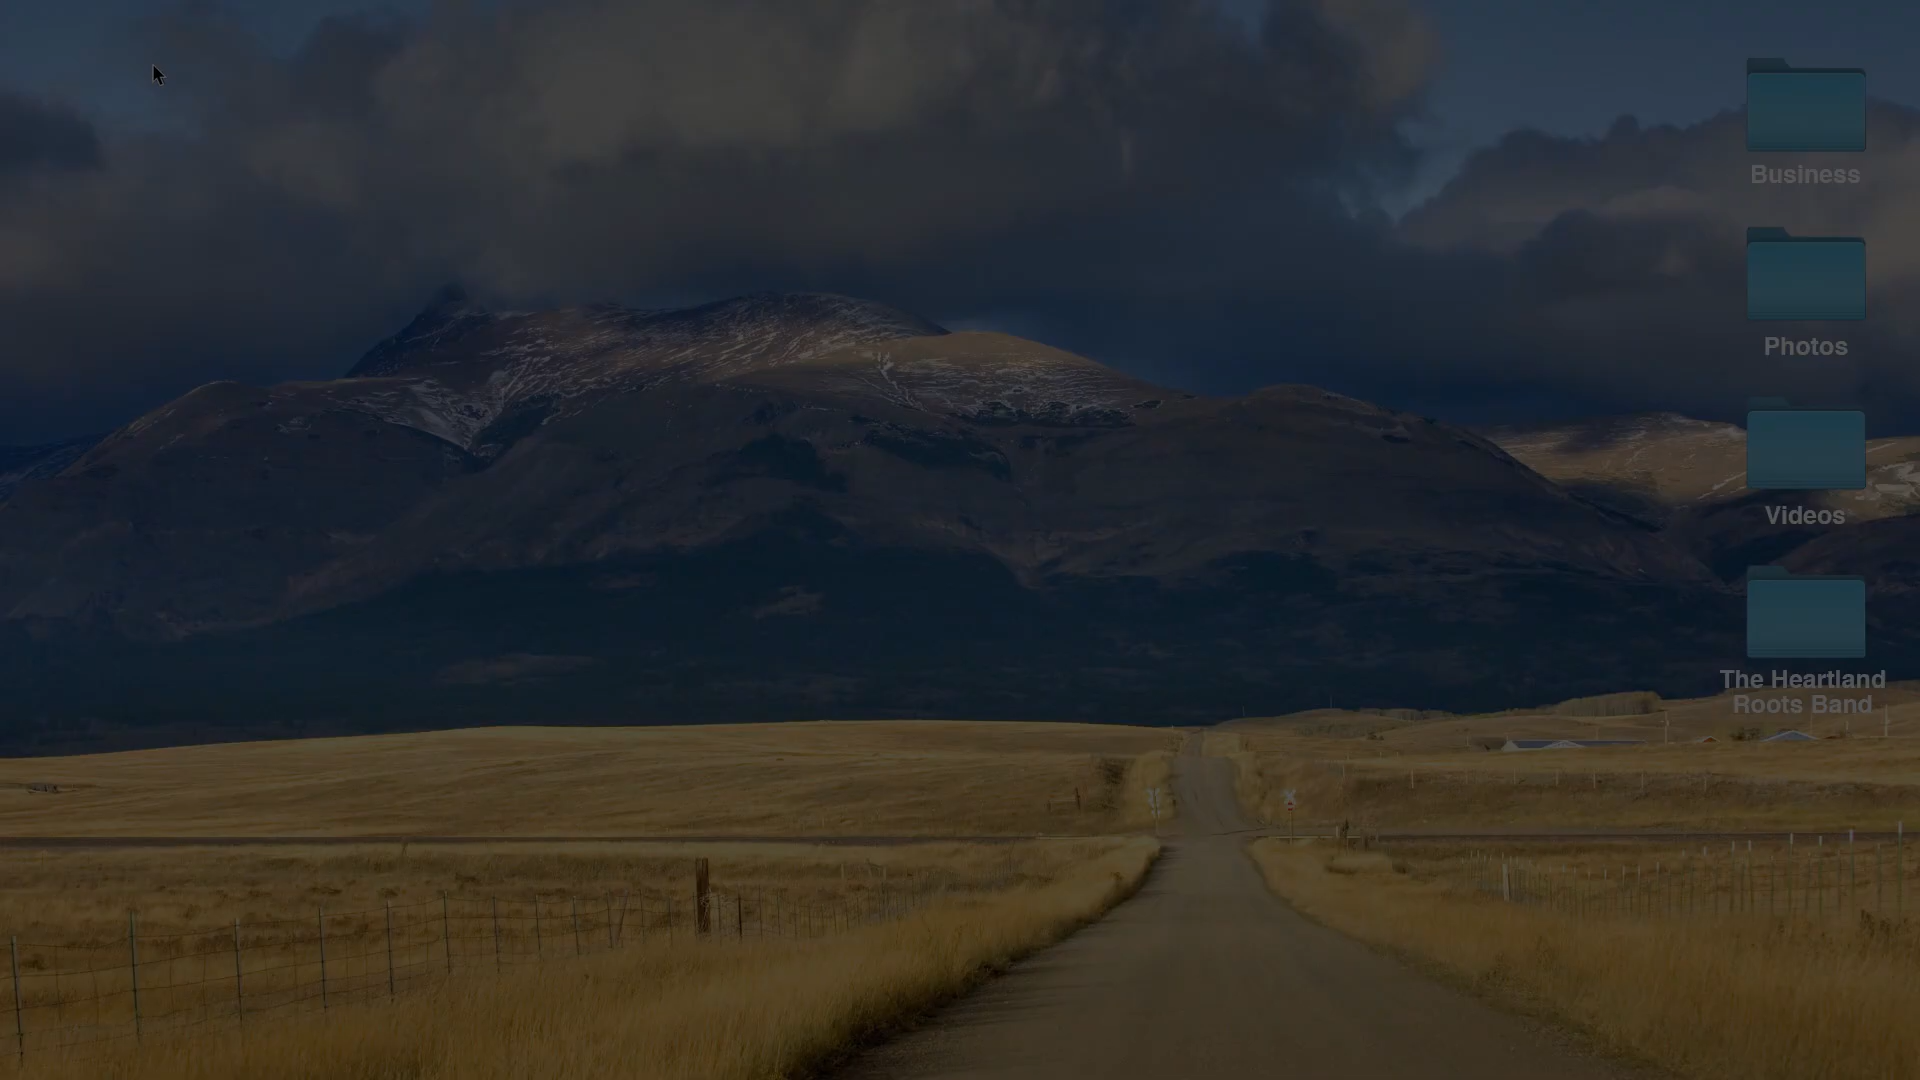 Business
Photos
Videos
The Heartland
Roots Band